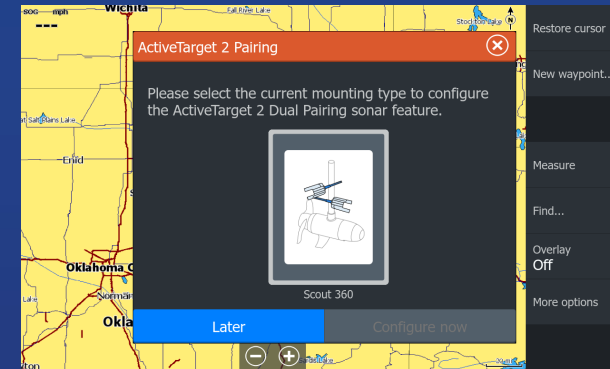 SOG mph
---
Wichita
Fall River Lake
Stockton Lake
N
Restore cursor
ActiveTarget 2 Pairing
New waypoint...
Please select the current mounting type to configure
the ActiveTarget 2 Dual Pairing sonar feature.
Enid
Measure
Find...
Overlay
Off
Oklahoma C
Norman
Lake
Scout 360
More options
Okla
Later
Configure now
ton